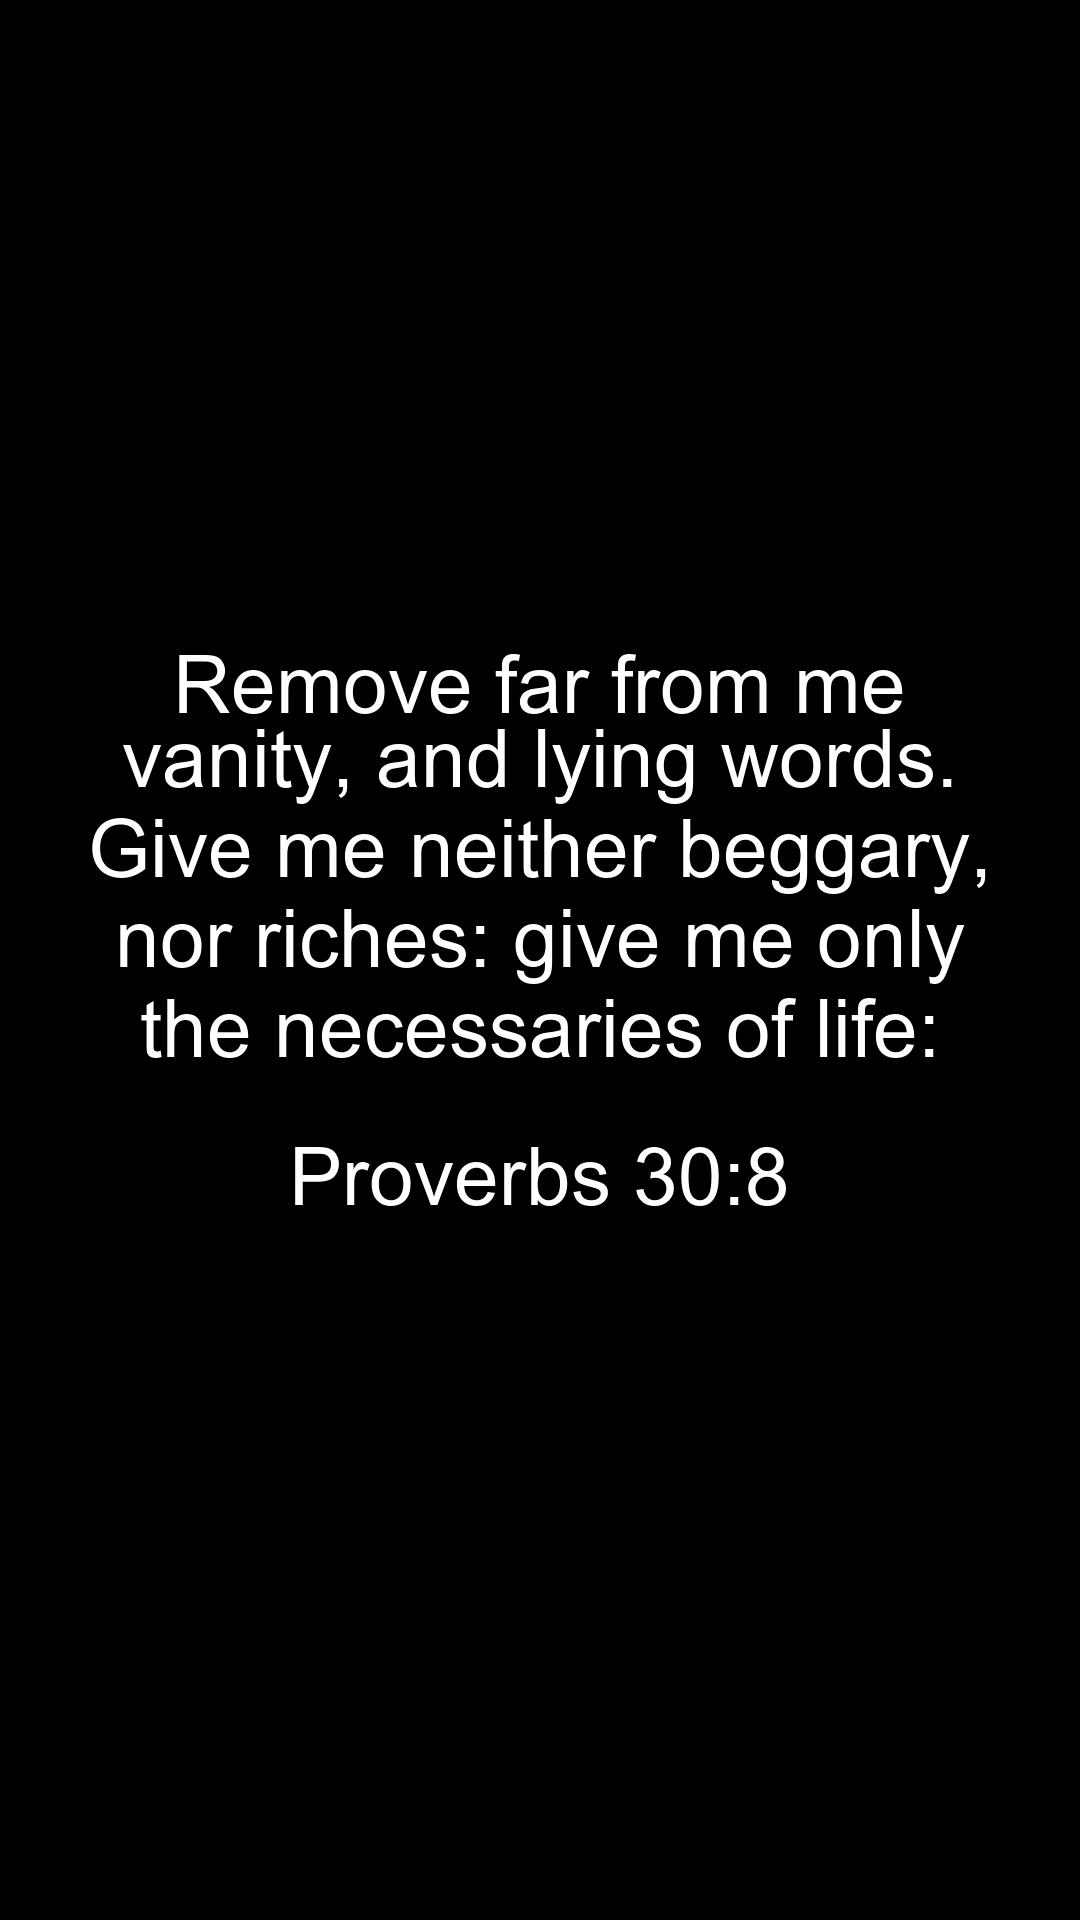 Remove far from me
vanity, and lying words.
Give me neither beggary,
nor riches: give me only
the necessaries of life:
Proverbs 30:8